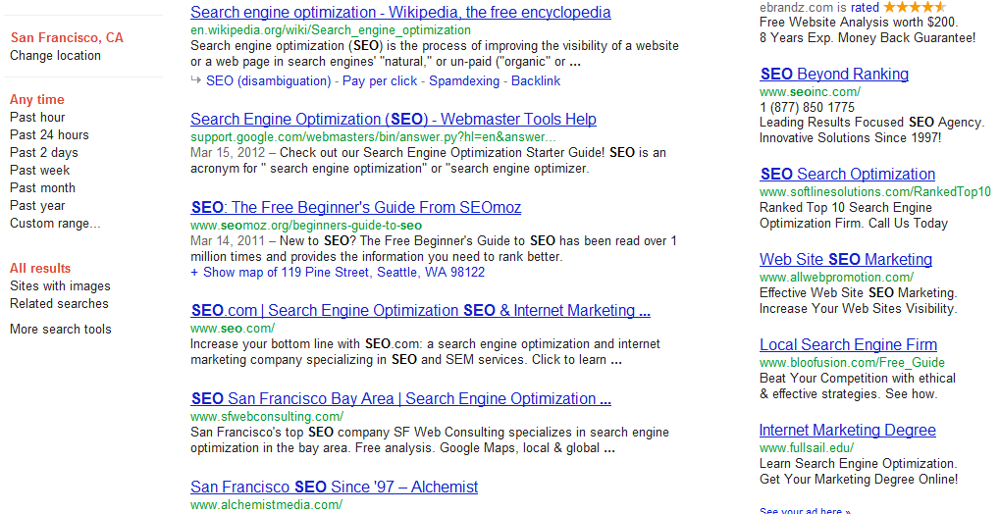 San Francisco, CA
Change location
Any time
Past hour
Past 24 hours
Past 2 days
Past week
Past month
Past year
Custom range...
All results
Sites with images
Related searches
More search tools
Search engine optimization - Wikipedia, the free encyclopedia
en.wikipedia.org/wiki/Search_engine_optimization
Search engine optimization (SEO) is the process of improving the visibility of a website
or a web page in search engines' "natural," or un-paid ("organic" or ...
SEO (disambiguation) - Pay per click - Spamdexing - Backlink
Search Engine Optimization (SEO) - Webmaster Tools Help
support.google.com/webmasters/bin/answer.py?hl=en&answer...
Mar 15, 2012 – Check out our Search Engine Optimization Starter Guide! SEO is an
acronym for " search engine optimization" or "search engine optimizer.
SEO: The Free Beginner's Guide From SEOmoz
www.seomoz.org/beginners-guide-to-seo
Mar 14, 2011 – New to SEO? The Free Beginner's Guide to SEO has been read over 1
million times and provides the information you need to rank better.
+ Show map of 119 Pine Street, Seattle, WA 98122
SEO.com | Search Engine Optimization SEO & Internet Marketing ...
www.seo.com/
Increase your bottom line with SEO.com: a search engine optimization and internet
marketing company specializing in SEO and SEM services. Click to learn ...
SEO San Francisco Bay Area | Search Engine Optimization ...
www.sfwebconsulting.com/
San Francisco's top SEO company SF Web Consulting specializes in search engine
optimization in the bay area. Free analysis. Google Maps, local & global ...
San Francisco SEO Since '97 – Alchemist
www.alchemistmedia.com/
ebrandz.com is rated
Free Website Analysis worth $200.
8 Years Exp. Money Back Guarantee!
SEO Beyond Ranking
www.seoinc.com/
1 (877) 850 1775
Leading Results Focused SEO Agency.
Innovative Solutions Since 1997!
SEO Search Optimization
www.softlinesolutions.com/RankedTop10
Ranked Top 10 Search Engine
Optimization Firm. Call Us Today
Web Site SEO Marketing
www.allwebpromotion.com/
Effective Web Site SEO Marketing.
Increase Your Web Sites Visibility.
Local Search Engine Firm
www.bloofusion.com/Free_Guide
Beat Your Competition with ethical
& effective strategies. See how.
Internet Marketing Degree
www.fullsail.edu/
Learn Search Engine Optimization.
Get Your Marketing Degree Online!
See your ad here »